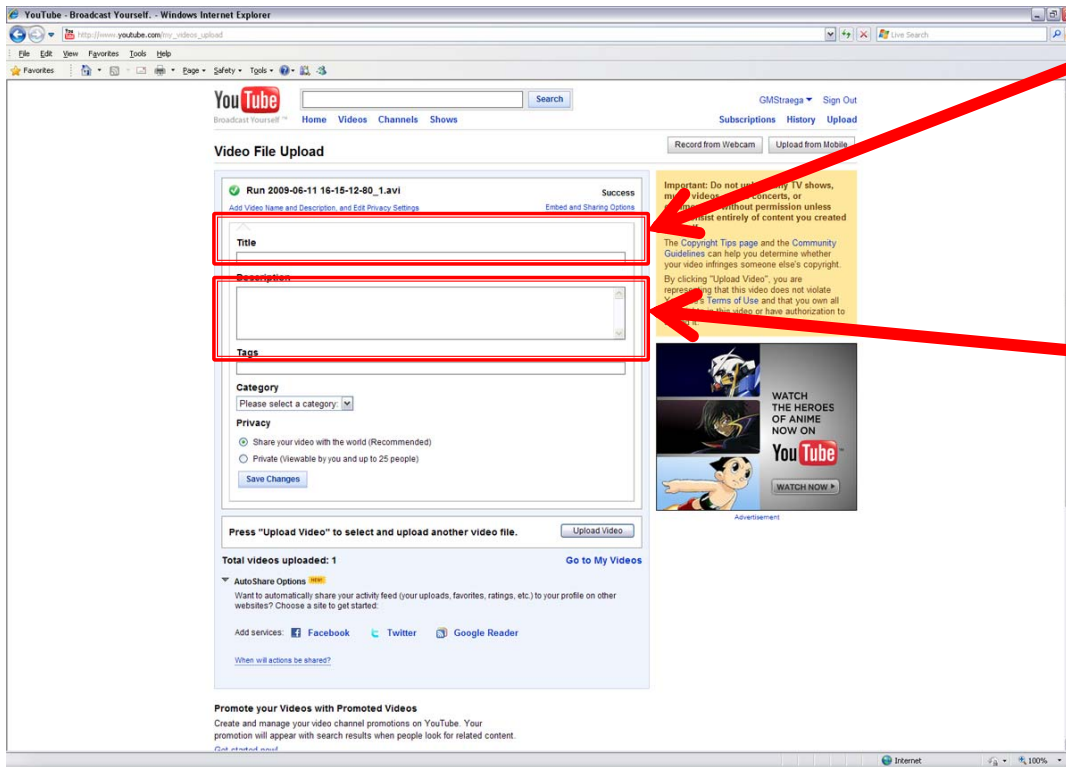 YouTube - Broadcast Yourself. - Windows Internet Explorer
http://www.youtube.com/my_videos_upload
Live Search
File Edit View Favorites Tools Help
Favorites Page Safety Tools
You Tube Search GMStraega Sign Out
Broadcast Yourself ™ Home Videos Channels Shows Subscriptions History Upload
Video File Upload Record from Webcam Upload from Mobile
Run 2009-06-11 16-15-12-80_1.avi Success
Add Video Name and Description, and Edit Privacy Settings Embed and Sharing Options
Title
Description
Tags
Category
Please select a category:
Privacy
Share your video with the world (Recommended)
Private (Viewable by you and up to 25 people)
Save Changes
Press "Upload Video" to select and upload another video file. Upload Video
Total videos uploaded: 1 Go to My Videos
AutoShare Options NEW!
Want to automatically share your activity feed (your uploads, favorites, ratings, etc.) to your profile on other
websites? Choose a site to get started:
Add services: Facebook Twitter Google Reader
When will actions be shared?
Promote your Videos with Promoted Videos
Create and manage your video channel promotions on YouTube. Your
promotion will appear with search results when people look for related content.
Get started now!
Important: Do not any TV shows,
videos, concerts, or
without permission unless
consist entirely of content you created
The Copyright Tips page and the Community
Guidelines can help you determine whether
your video infringes someone else's copyright.
By clicking "Upload Video", you are
representing that this video does not violate
Terms of Use and that you own all
in this video or have authorization to
it.
WATCH
THE HEROES
OF ANIME
NOW ON
You Tube
WATCH NOW
Advertisement
Internet 100%